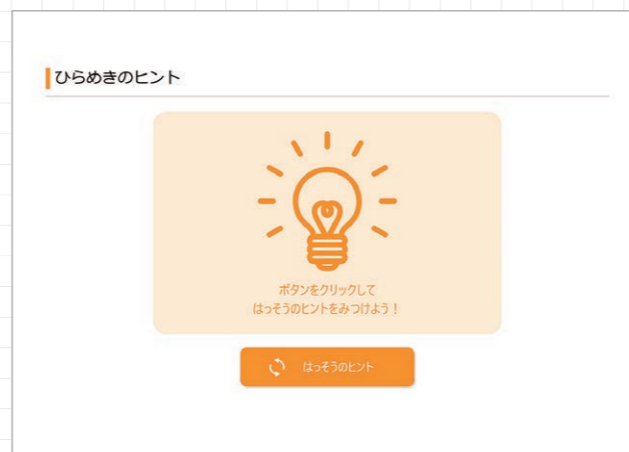 ひらめきのヒント
ボタンをクリックして
はっそうのヒントをみつけよう！
はっそうのヒント